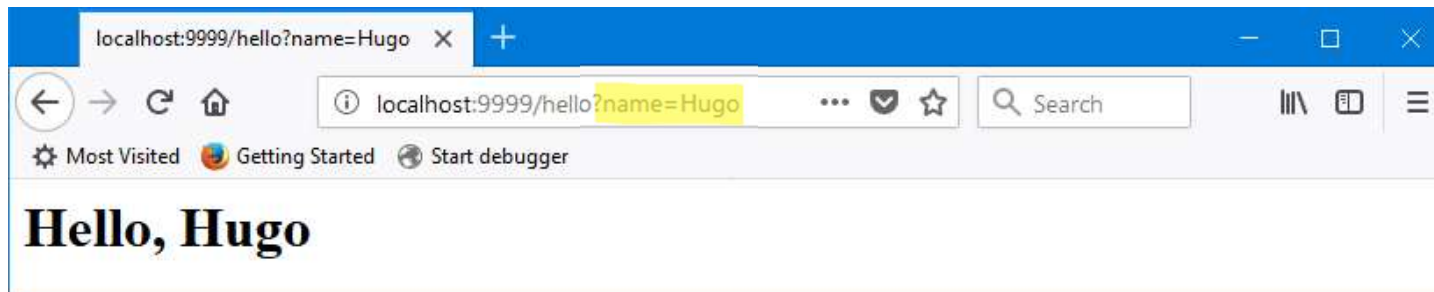 localhost:9999/hello?name=Hugo
localhost:9999/hello?name=Hugo Search
Most Visited Getting Started Start debugger
Hello, Hugo